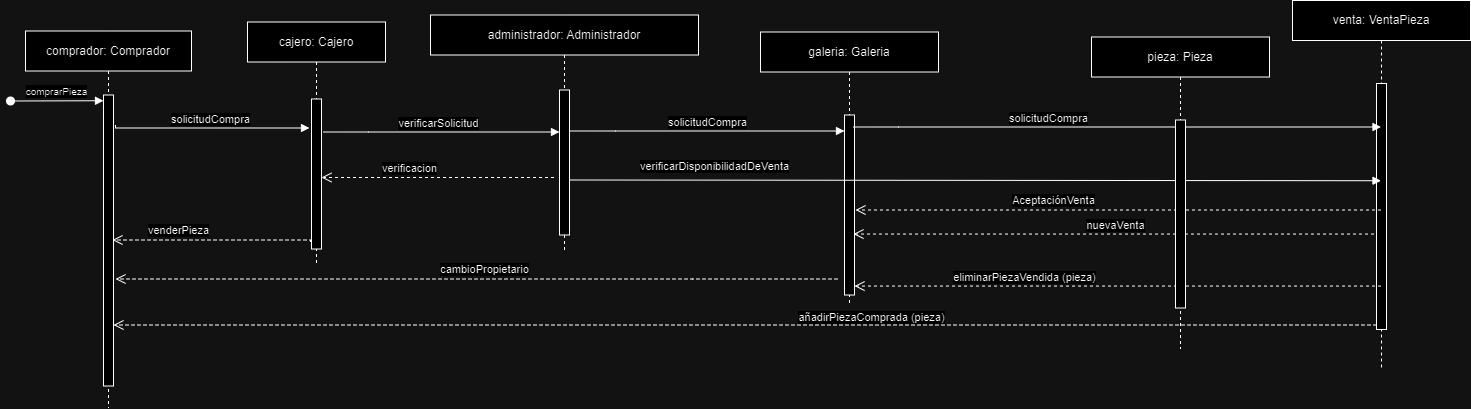 comprador: Comprador
cajero: Cajero
administrador: Administrador
galeria: Galeria
pieza: Pieza
venta: VentaPieza
comprarPieza
solicitudCompra
verificarSolicitud
solicitudCompra
solicitudCompra
verificacion
verificarDisponibilidadDeVenta
AceptaciónVenta
nuevaVenta
venderPieza
cambioPropietario
eliminarPiezaVendida (pieza)
añadirPiezaComprada (pieza)